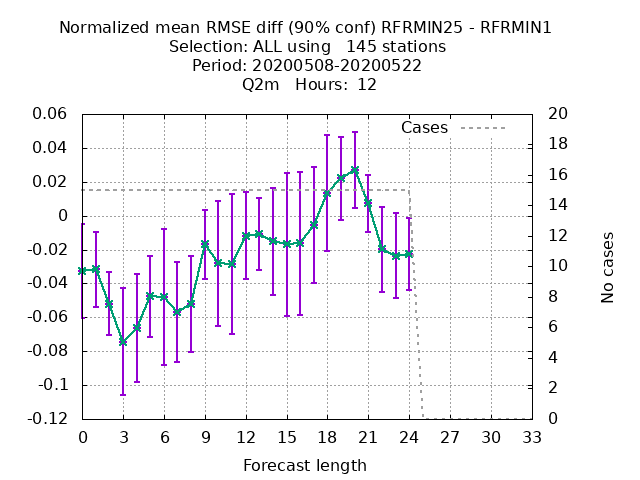 Normalized mean RMSE diff (90% conf) RFRMIN25 - RFRMIN1
Selection: ALL using 145 stations
Period: 20200508-20200522
Q2m Hours: 12
Cases
0.06
0.04
0.02
0
-0.02
-0.04
-0.06
-0.08
-0.1
-0.12
20
18
16
14
12
10
8
6
4
2
0
No cases
0 3 6 9 12 15 18 21 24 27 30 33
Forecast length